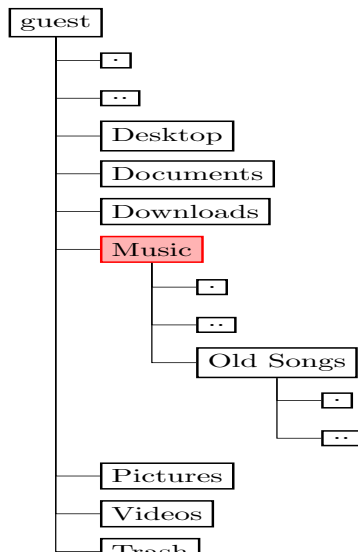 guest
.
..
Desktop
Documents
Downloads
Music
.
..
Old Songs
.
..
Pictures
Videos
Trash